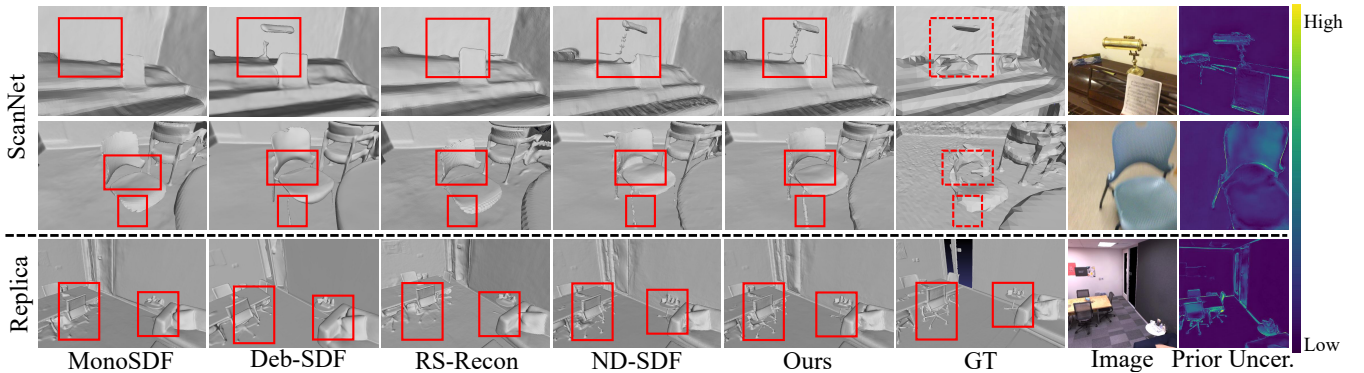 High
ScanNet
Replica
Low
MonoSDF Deb-SDF RS-Recon ND-SDF Ours GT Image Prior Uncer.